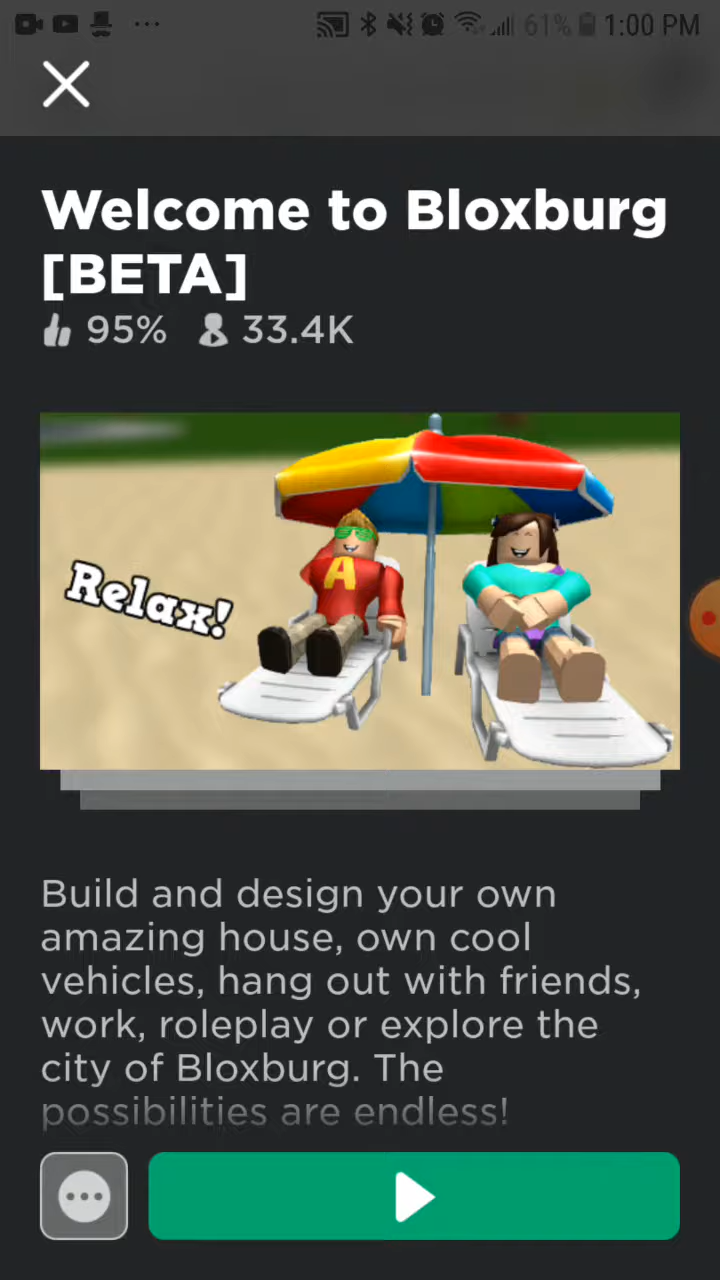 61% 1:00 PM
Welcome to Bloxburg
[BETA]
95% 33.4K
Relax!
A
Build and design your own
amazing house, own cool
vehicles, hang out with friends,
work, roleplay or explore the
city of Bloxburg. The
possibilities are endless!